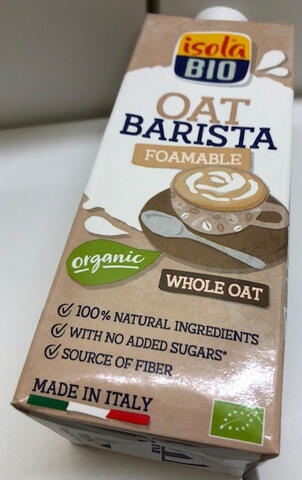 isola
BIO
OAT
BARISTA
FOAMABLE
organic
WHOLE OAT
100% NATURAL INGREDIENTS
WITH NO ADDED SUGARS*
SOURCE OF FIBER
MADE IN ITALY